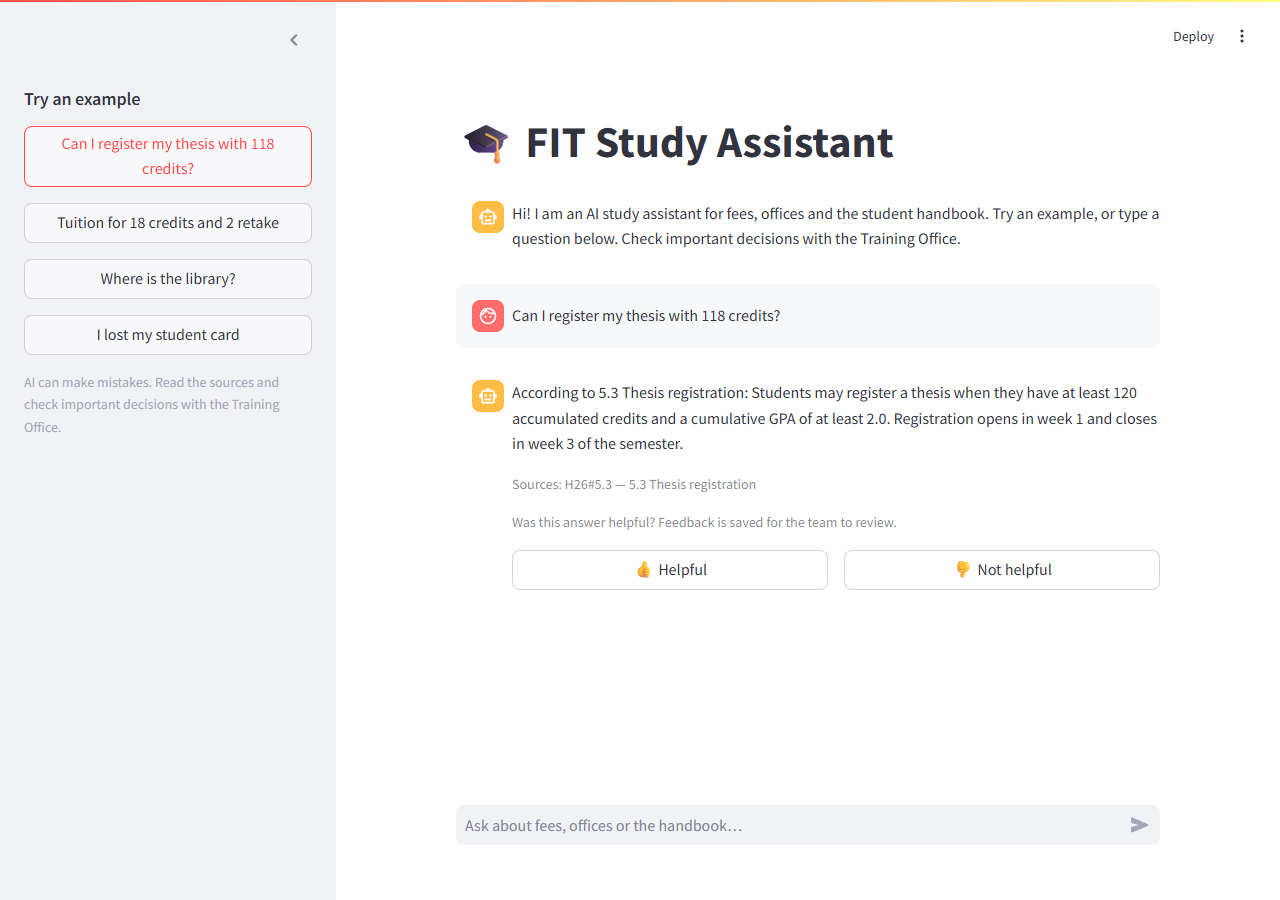 Deploy
Try an example
Can I register my thesis with 118
credits?
Tuition for 18 credits and 2 retake
Where is the library?
I lost my student card
AI can make mistakes. Read the sources and
check important decisions with the Training
Office.
FIT Study Assistant
Hi! I am an AI study assistant for fees, offices and the student handbook. Try an example, or type a
question below. Check important decisions with the Training Office.
Can I register my thesis with 118 credits?
According to 5.3 Thesis registration: Students may register a thesis when they have at least 120
accumulated credits and a cumulative GPA of at least 2.0. Registration opens in week 1 and closes
in week 3 of the semester.
Sources: H26#5.3 — 5.3 Thesis registration
Was this answer helpful? Feedback is saved for the team to review.
👍 Helpful
👎 Not helpful
Ask about fees, offices or the handbook…